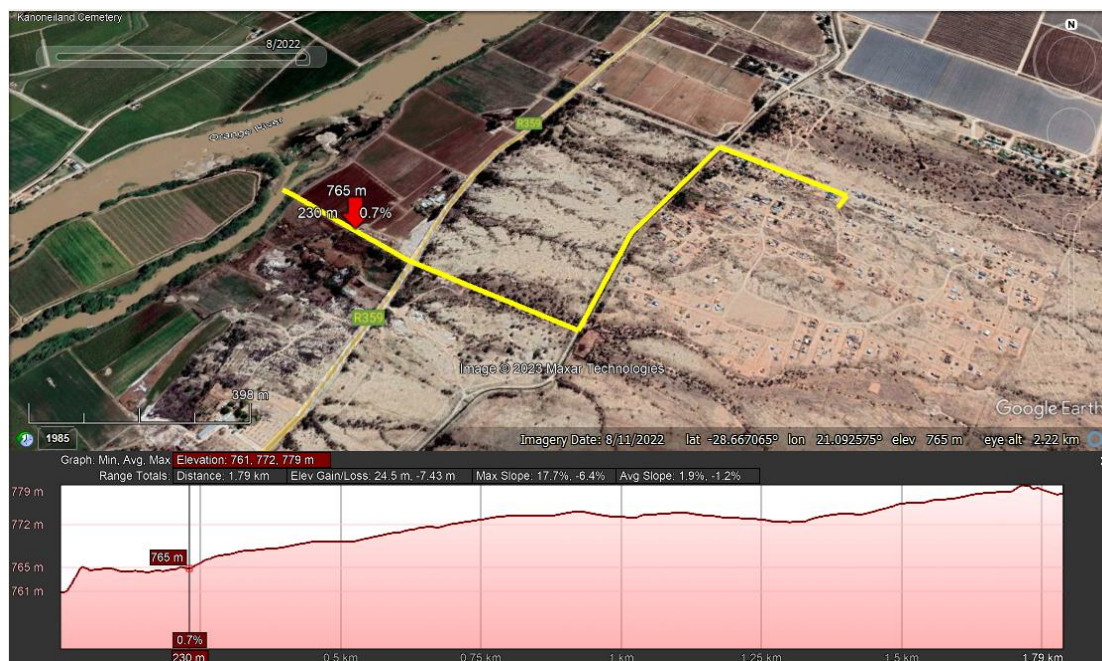 Kanoneiland Cemetery
8/2022
N
Orange River
R359
765 m
230 m 0.7%
R359
Image © 2023 Maxar Technologies
398 m
Google Earth
1985
Imagery Date: 8/11/2022 lat -28.667065° lon 21.092575° elev 765 m eye alt 2.22 km
Graph: Min, Avg, Max Elevation: 761, 772, 779 m
Range Totals: Distance: 1.79 km Elev Gain/Loss: 24.5 m, -7.43 m Max Slope: 17.7%, -6.4% Avg Slope: 1.9%, -1.2%
779 m
772 m
765 m
765 m
761 m
0.7%
230 m 0.5 km 0.75 km 1 km 1.25 km 1.5 km 1.79 km